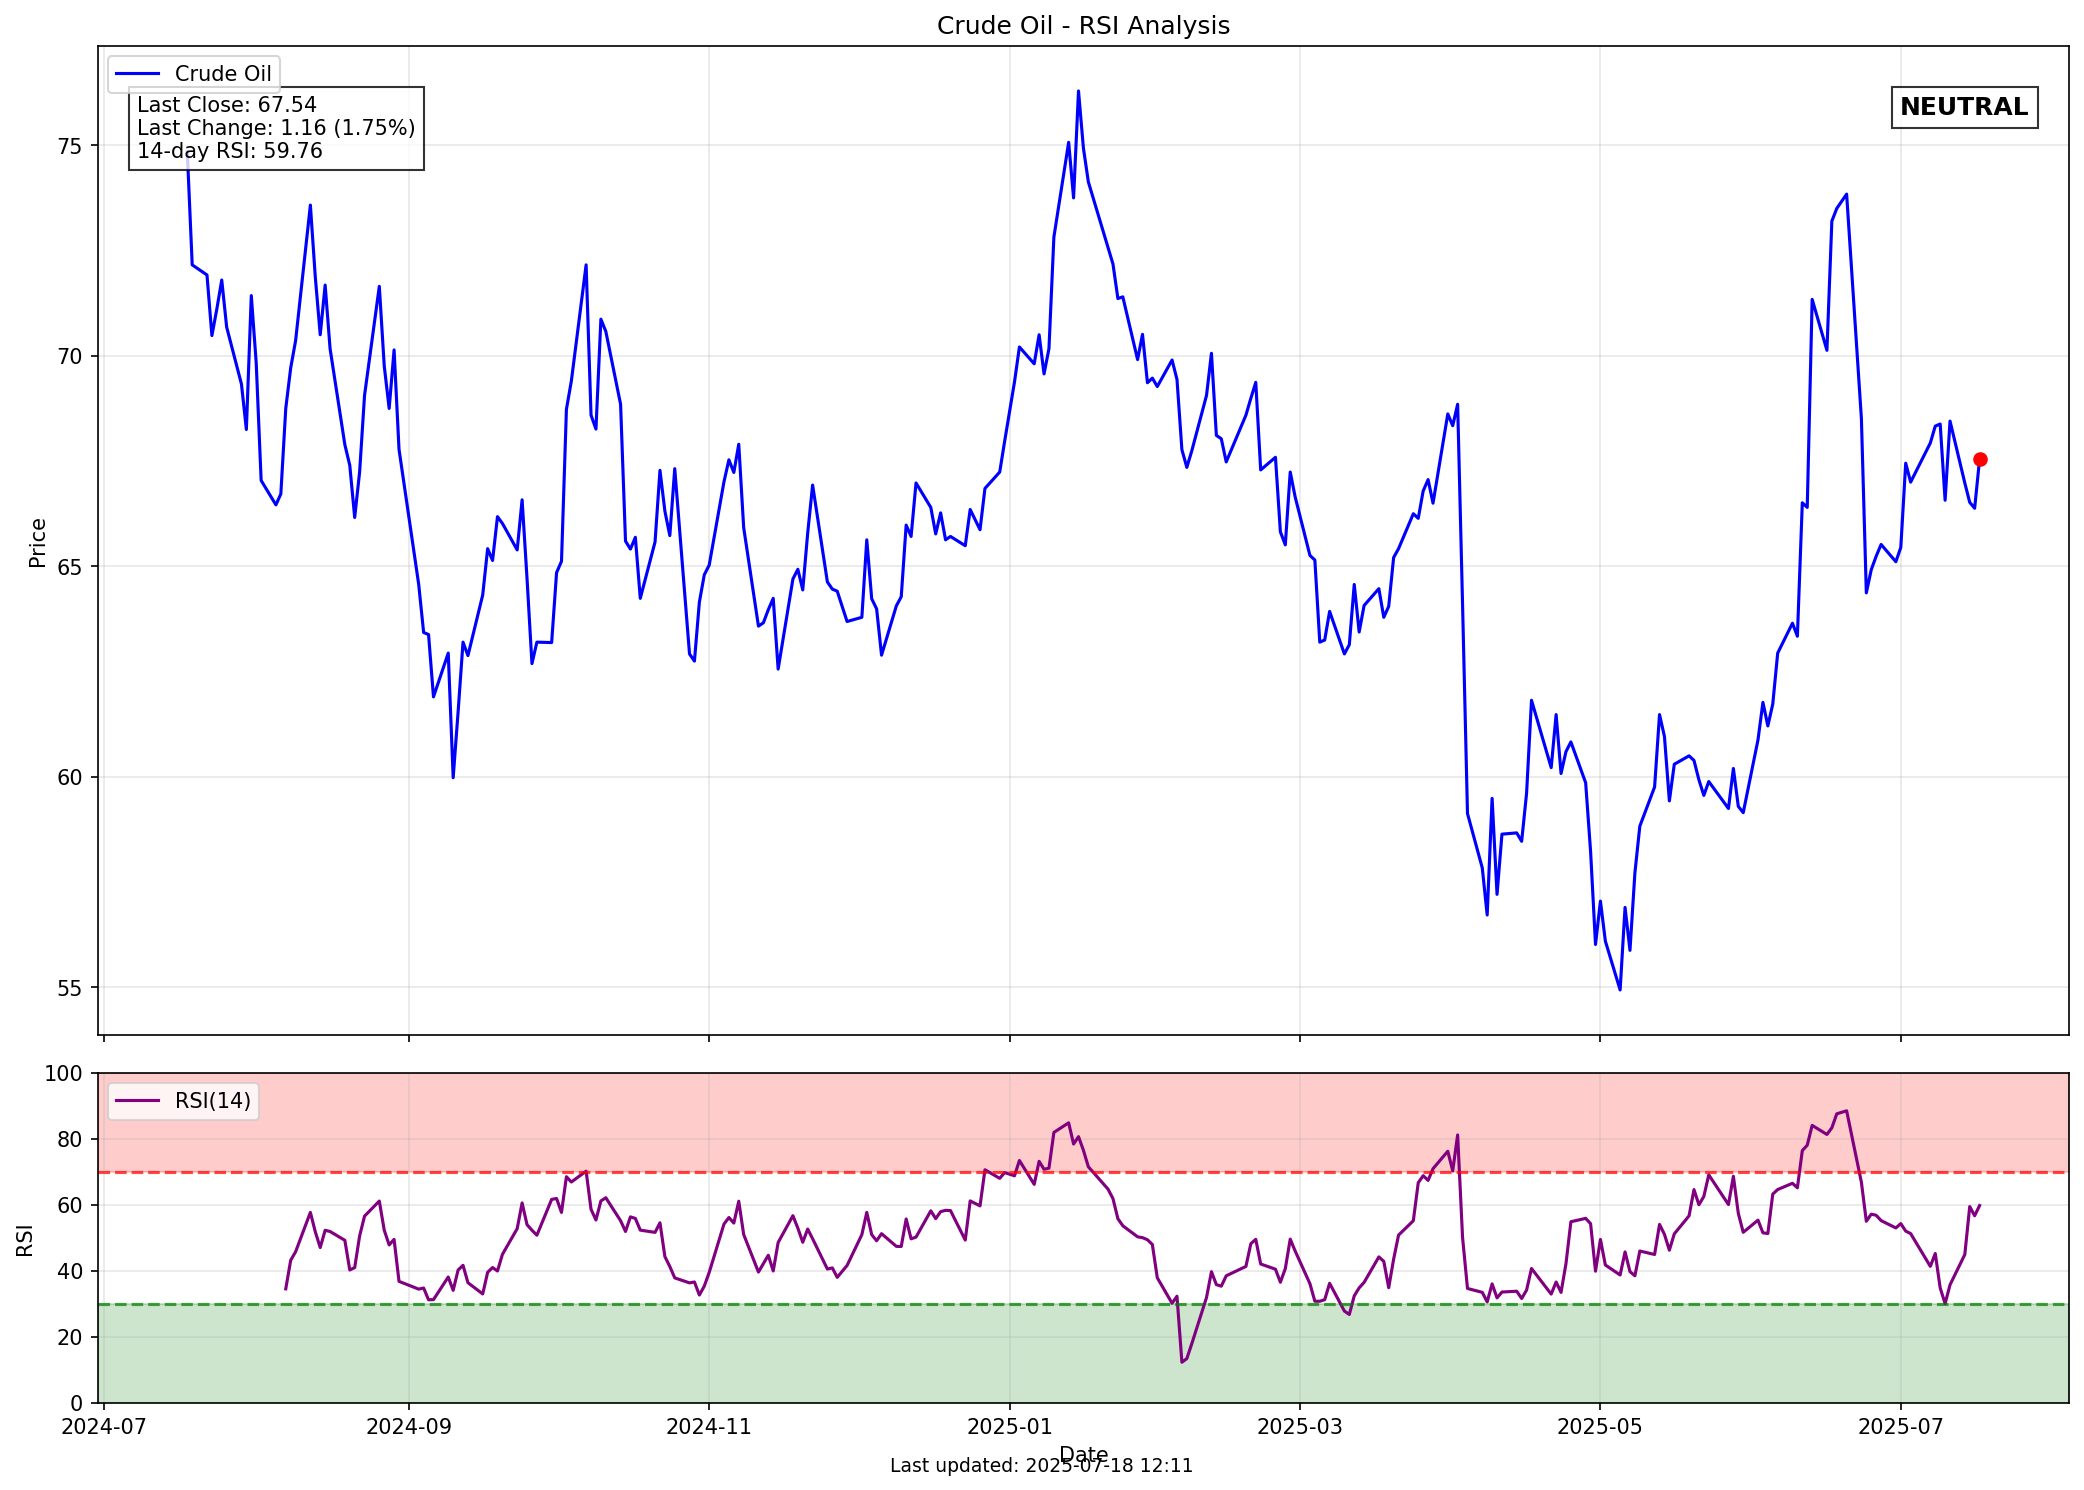 Crude Oil - RSI Analysis
Crude Oil
Last Close: 67.54
Last Change: 1.16 (1.75%)
14-day RSI: 59.76
NEUTRAL
75
70
65
60
55
Price
RSI(14)
100
80
60
40
20
0
RSI
2024-07
2024-09
2024-11
2025-01
2025-03
2025-05
2025-07
Date
Last updated: 2025-07-18 12:11